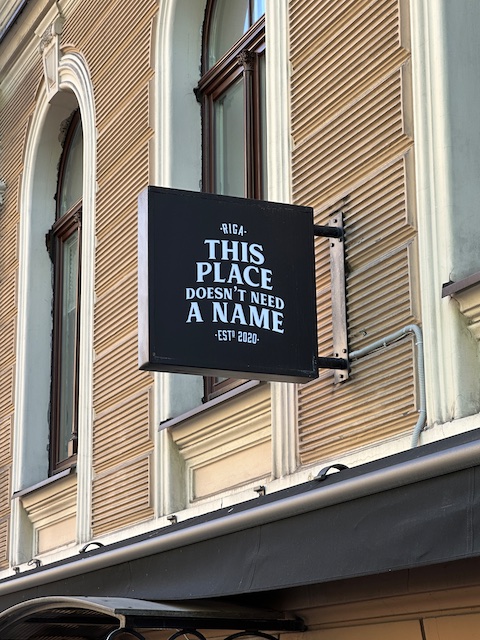 ·RIGA·
THIS
PLACE
DOESN'T NEED
A NAME
·ESTD 2020·